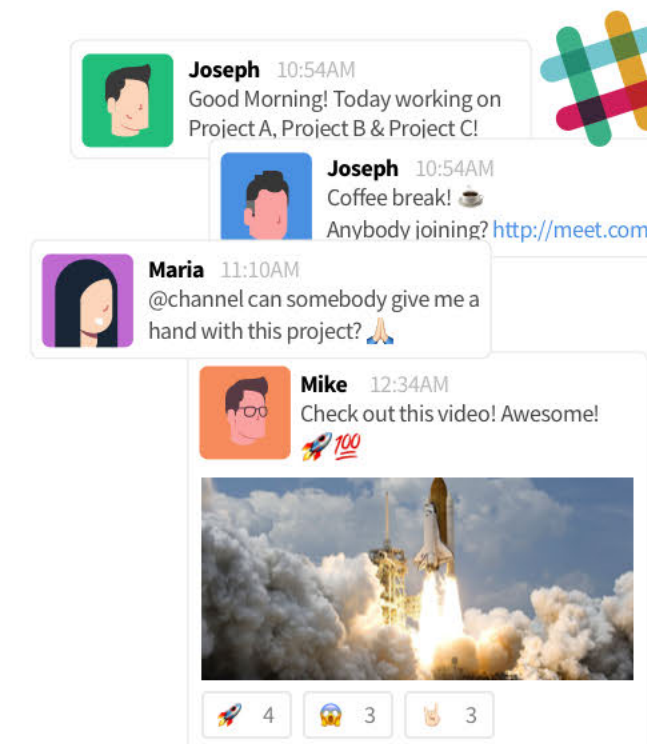 Joseph 10:54AM
Good Morning! Today working on
Project A, Project B & Project C!
Joseph 10:54AM
Coffee break! ☕
Anybody joining? http://meet.com
Maria 11:10AM
@channel can somebody give me a
hand with this project? 🙏🏻
Mike 12:34AM
Check out this video! Awesome!
🚀💯
🚀 4 😱 3 🤘🏻 3